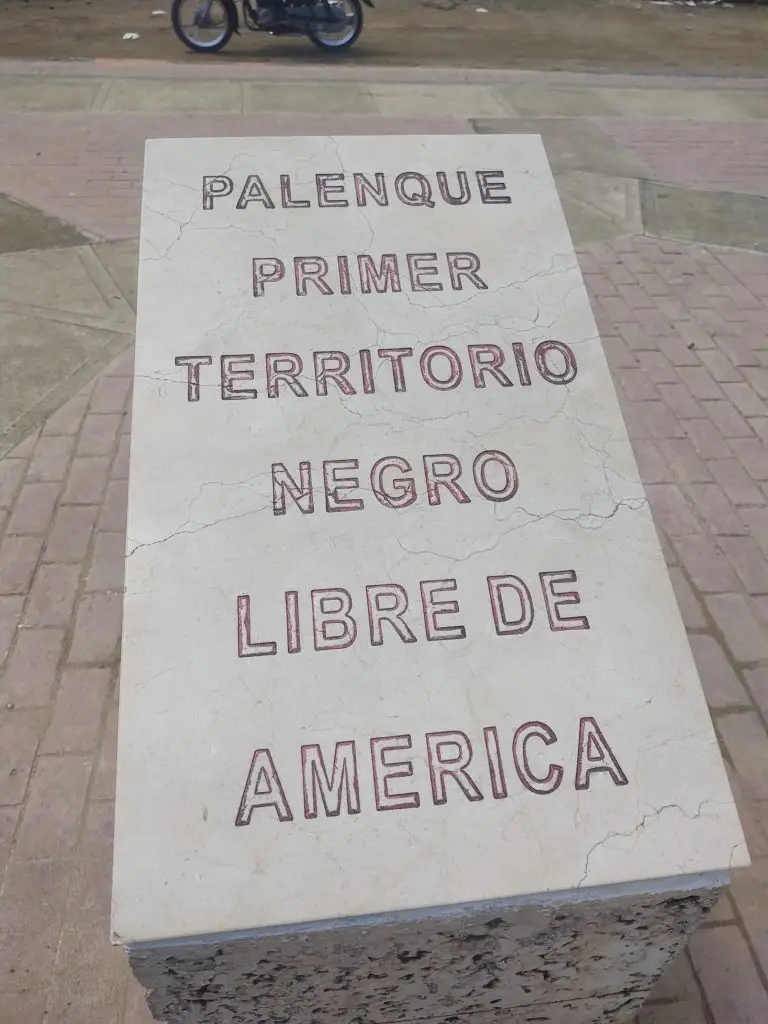 PALENQUE
PRIMER
TERRITORIO
NEGRO
LIBRE DE
AMERICA